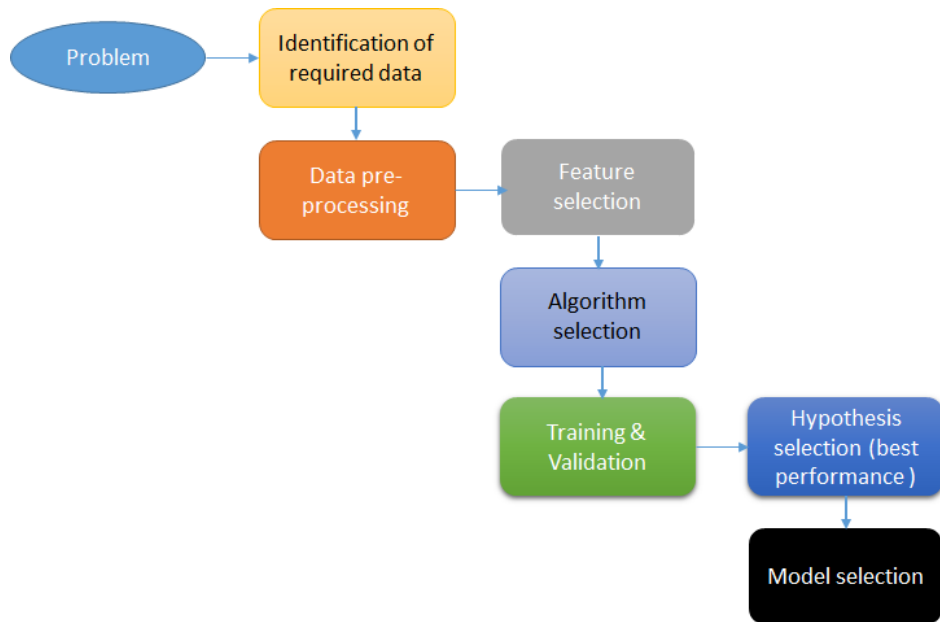 Problem
Identification of
required data
Data pre-
processing
Feature
selection
Algorithm
selection
Training &
Validation
Hypothesis
selection (best
performance )
Model selection